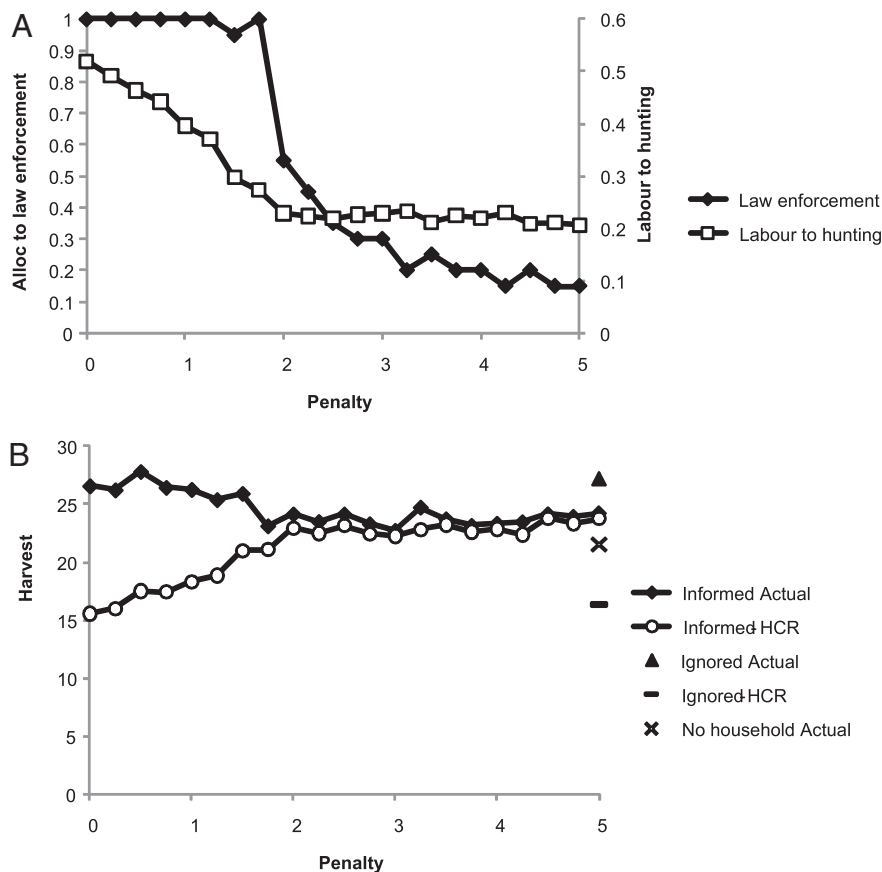 A
Alloc to law enforcement
1
0.9
0.8
0.7
0.6
0.5
0.4
0.3
0.2
0.1
0
0.6
0.5
0.4
0.3
0.2
0.1
0
Labour to hunting
0 1 2 3 4 5
Penalty
Law enforcement
Labour to hunting
B
Harvest
30
25
20
15
10
5
0
0 1 2 3 4 5
Penalty
Informed Actual
Informed-HCR
Ignored Actual
Ignored-HCR
No household Actual